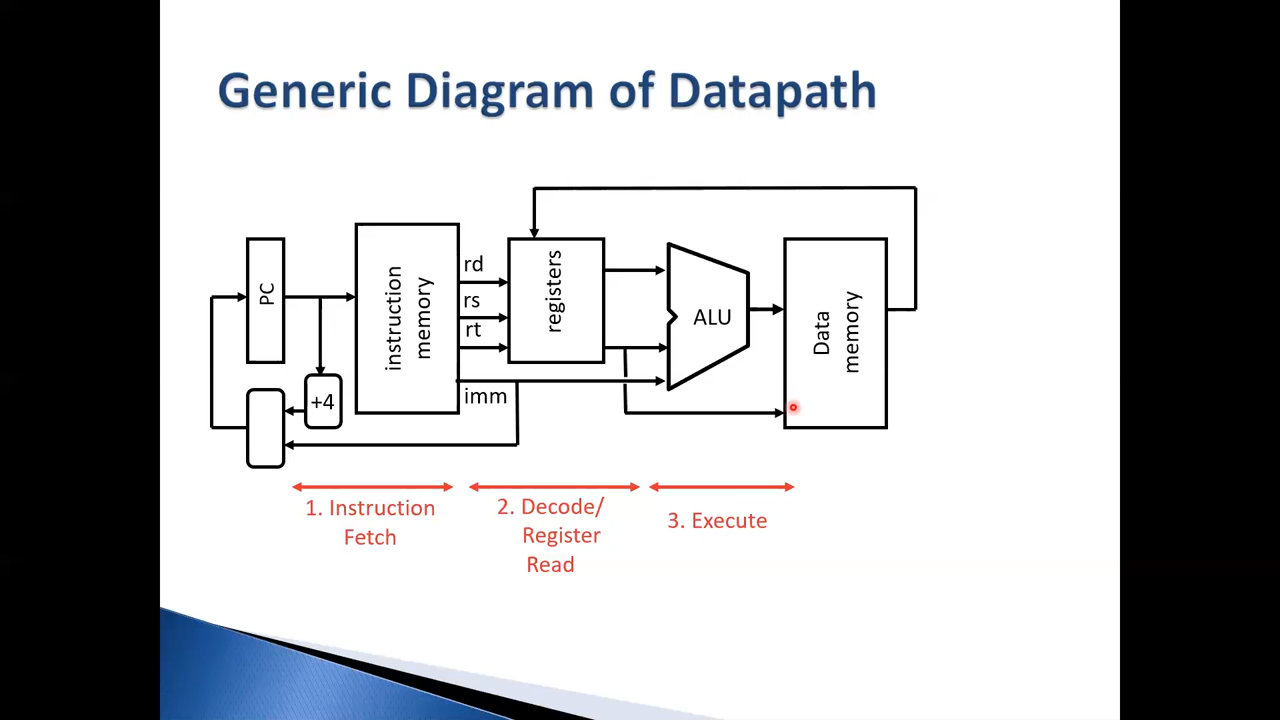 Generic Diagram of Datapath
PC
+4
instruction
memory
rd
rs
rt
imm
registers
ALU
Data
memory
1. Instruction
Fetch
2. Decode/
Register
Read
3. Execute